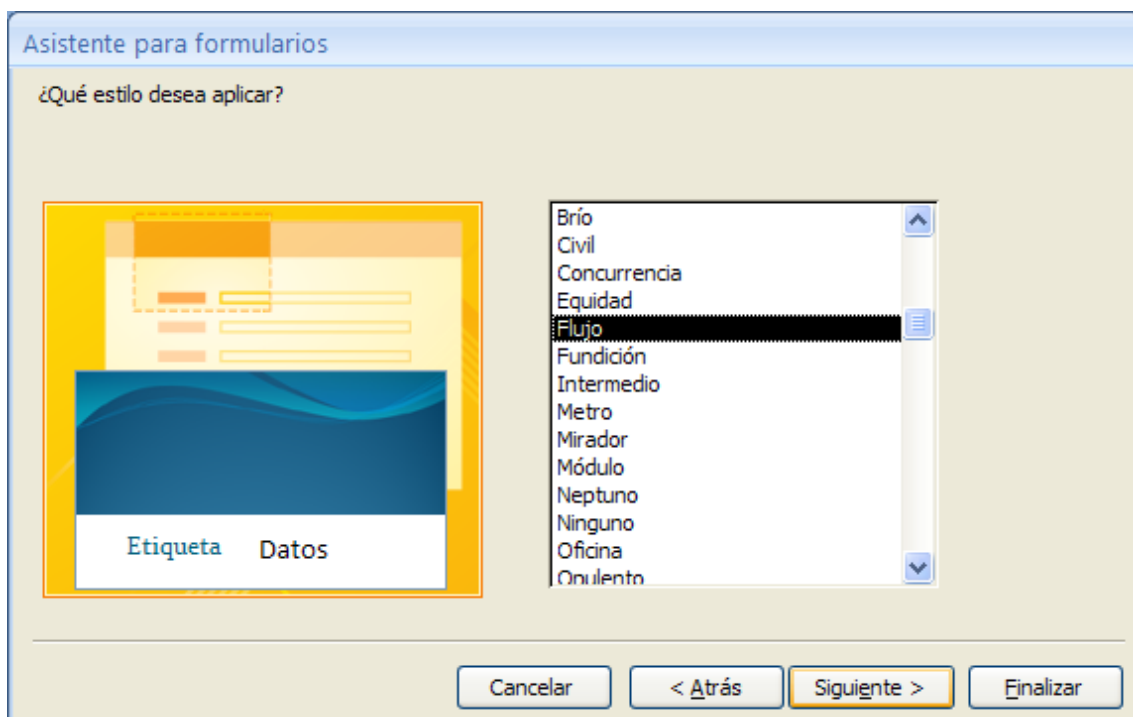 Asistente para formularios
¿Qué estilo desea aplicar?
Etiqueta Datos
Brío
Civil
Concurrencia
Equidad
Flujo
Fundición
Intermedio
Metro
Mirador
Módulo
Neptuno
Ninguno
Oficina
Opulento
Cancelar < Atrás Siguiente > Finalizar